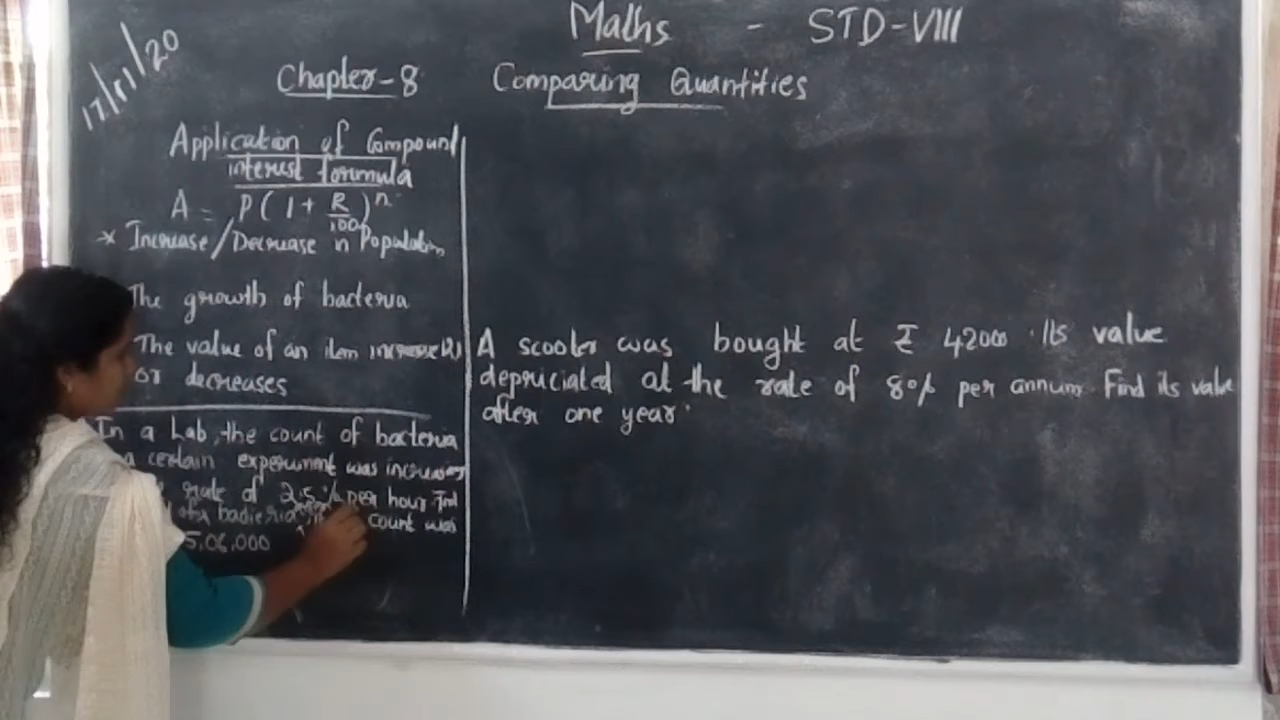 Maths - STD-VIII
17/11/20
Chapter-8 Comparing Quantities
Application of Compound
interest formula
A = P(1 + R/100)^n
* Increase/Decrease in Population
The growth of bacteria
The value of an item increases
or decreases
In a Lab, the count of bacteria
a certain experiment was increasing
rate of 2.5% per hour. Find
bacteria count was
5,06,000
A scooter was bought at ₹ 42000. Its value
depreciated at the rate of 8% per annum. Find its value
after one year.